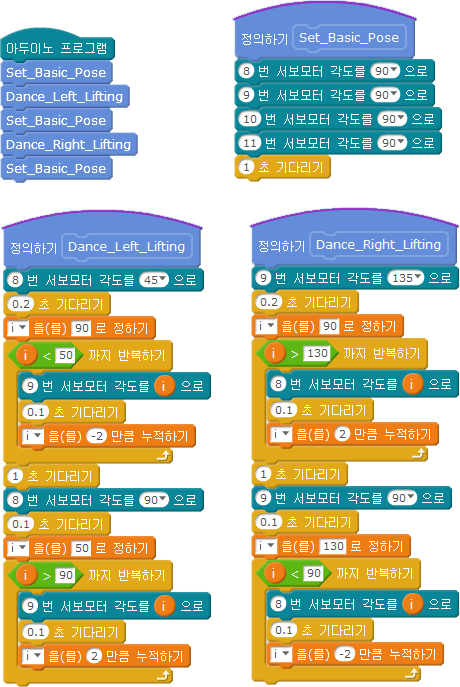 아두이노 프로그램
Set_Basic_Pose
Dance_Left_Lifting
Set_Basic_Pose
Dance_Right_Lifting
Set_Basic_Pose
정의하기 Set_Basic_Pose
8 번 서보모터 각도를 90 으로
9 번 서보모터 각도를 90 으로
10 번 서보모터 각도를 90 으로
11 번 서보모터 각도를 90 으로
1 초 기다리기
정의하기 Dance_Left_Lifting
8 번 서보모터 각도를 45 으로
0.2 초 기다리기
i 을(를) 90 로 정하기
i < 50 까지 반복하기
9 번 서보모터 각도를 i 으로
0.1 초 기다리기
i 을(를) -2 만큼 누적하기
1 초 기다리기
8 번 서보모터 각도를 90 으로
0.1 초 기다리기
i 을(를) 50 로 정하기
i > 90 까지 반복하기
9 번 서보모터 각도를 i 으로
0.1 초 기다리기
i 을(를) 2 만큼 누적하기
정의하기 Dance_Right_Lifting
9 번 서보모터 각도를 135 으로
0.2 초 기다리기
i 을(를) 90 로 정하기
i > 130 까지 반복하기
8 번 서보모터 각도를 i 으로
0.1 초 기다리기
i 을(를) 2 만큼 누적하기
1 초 기다리기
9 번 서보모터 각도를 90 으로
0.1 초 기다리기
i 을(를) 130 로 정하기
i < 90 까지 반복하기
8 번 서보모터 각도를 i 으로
0.1 초 기다리기
i 을(를) -2 만큼 누적하기